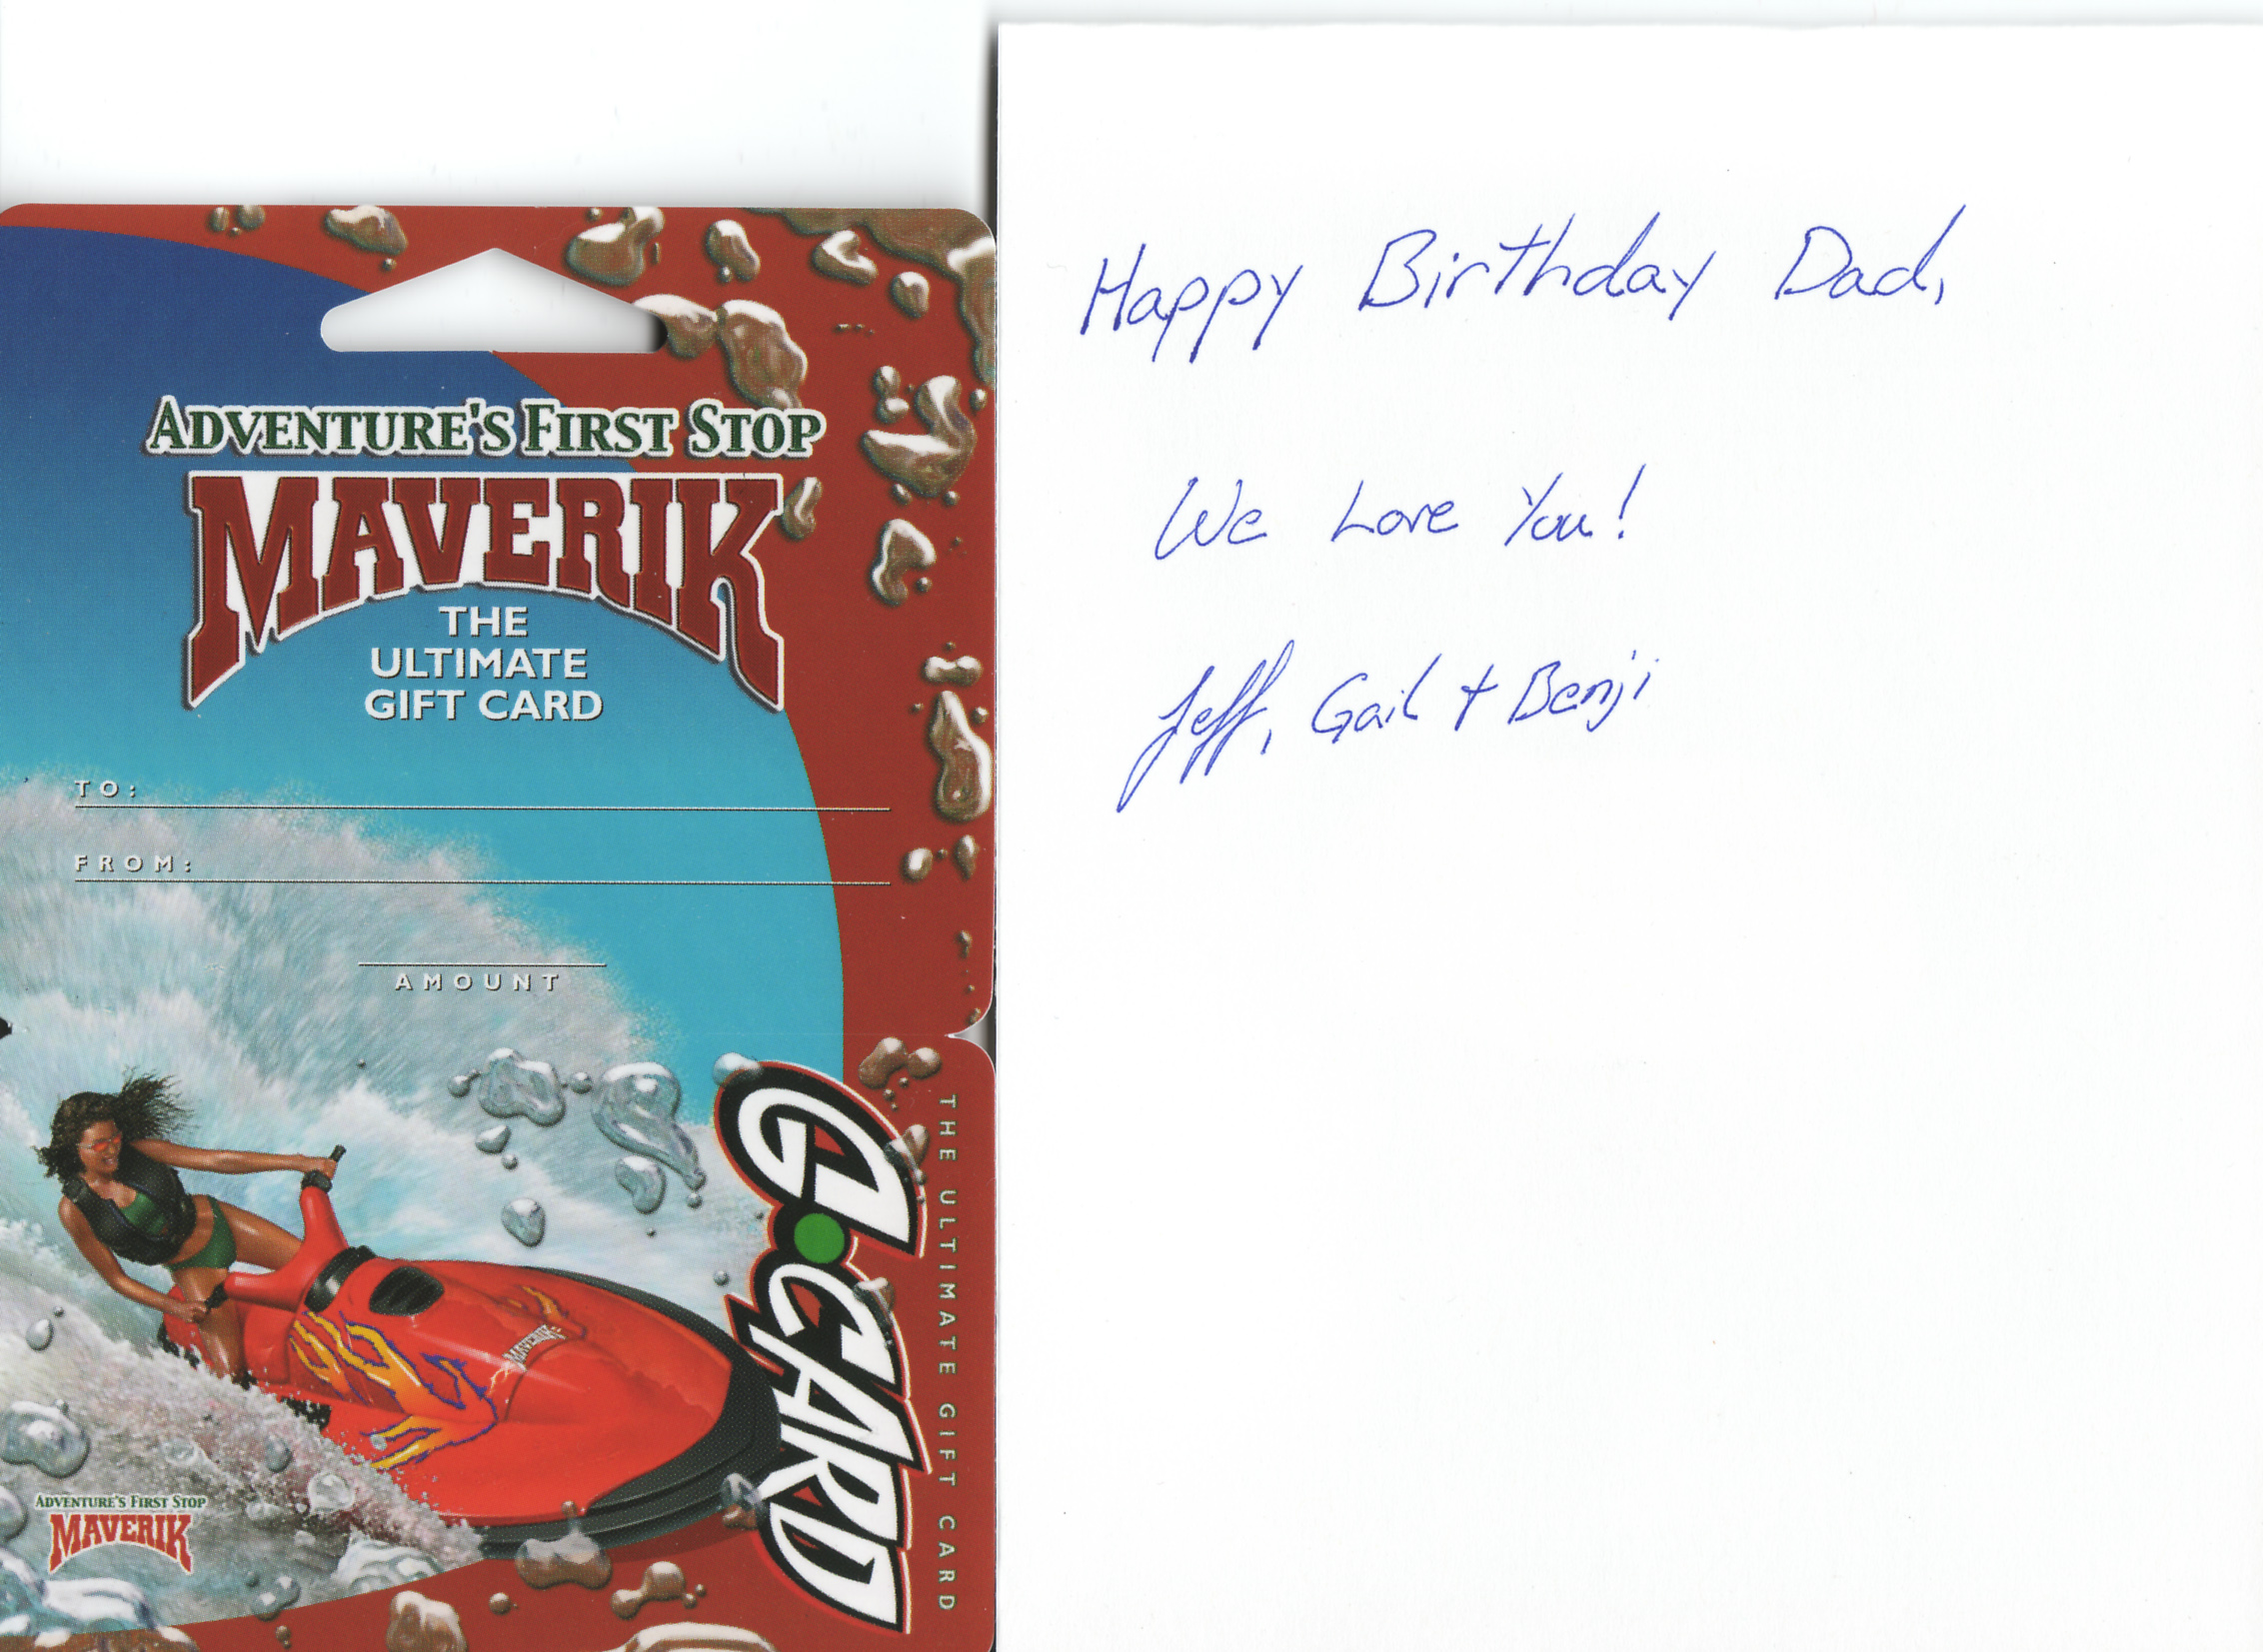 ADVENTURE'S FIRST STOP
MAVERIK
THE
ULTIMATE
GIFT CARD
TO:
FROM:
AMOUNT
G•CARD
THE ULTIMATE GIFT CARD
MAVERIK
ADVENTURE'S FIRST STOP
MAVERIK
Happy Birthday Dad,
We Love You!
Jeff, Gail + Benji